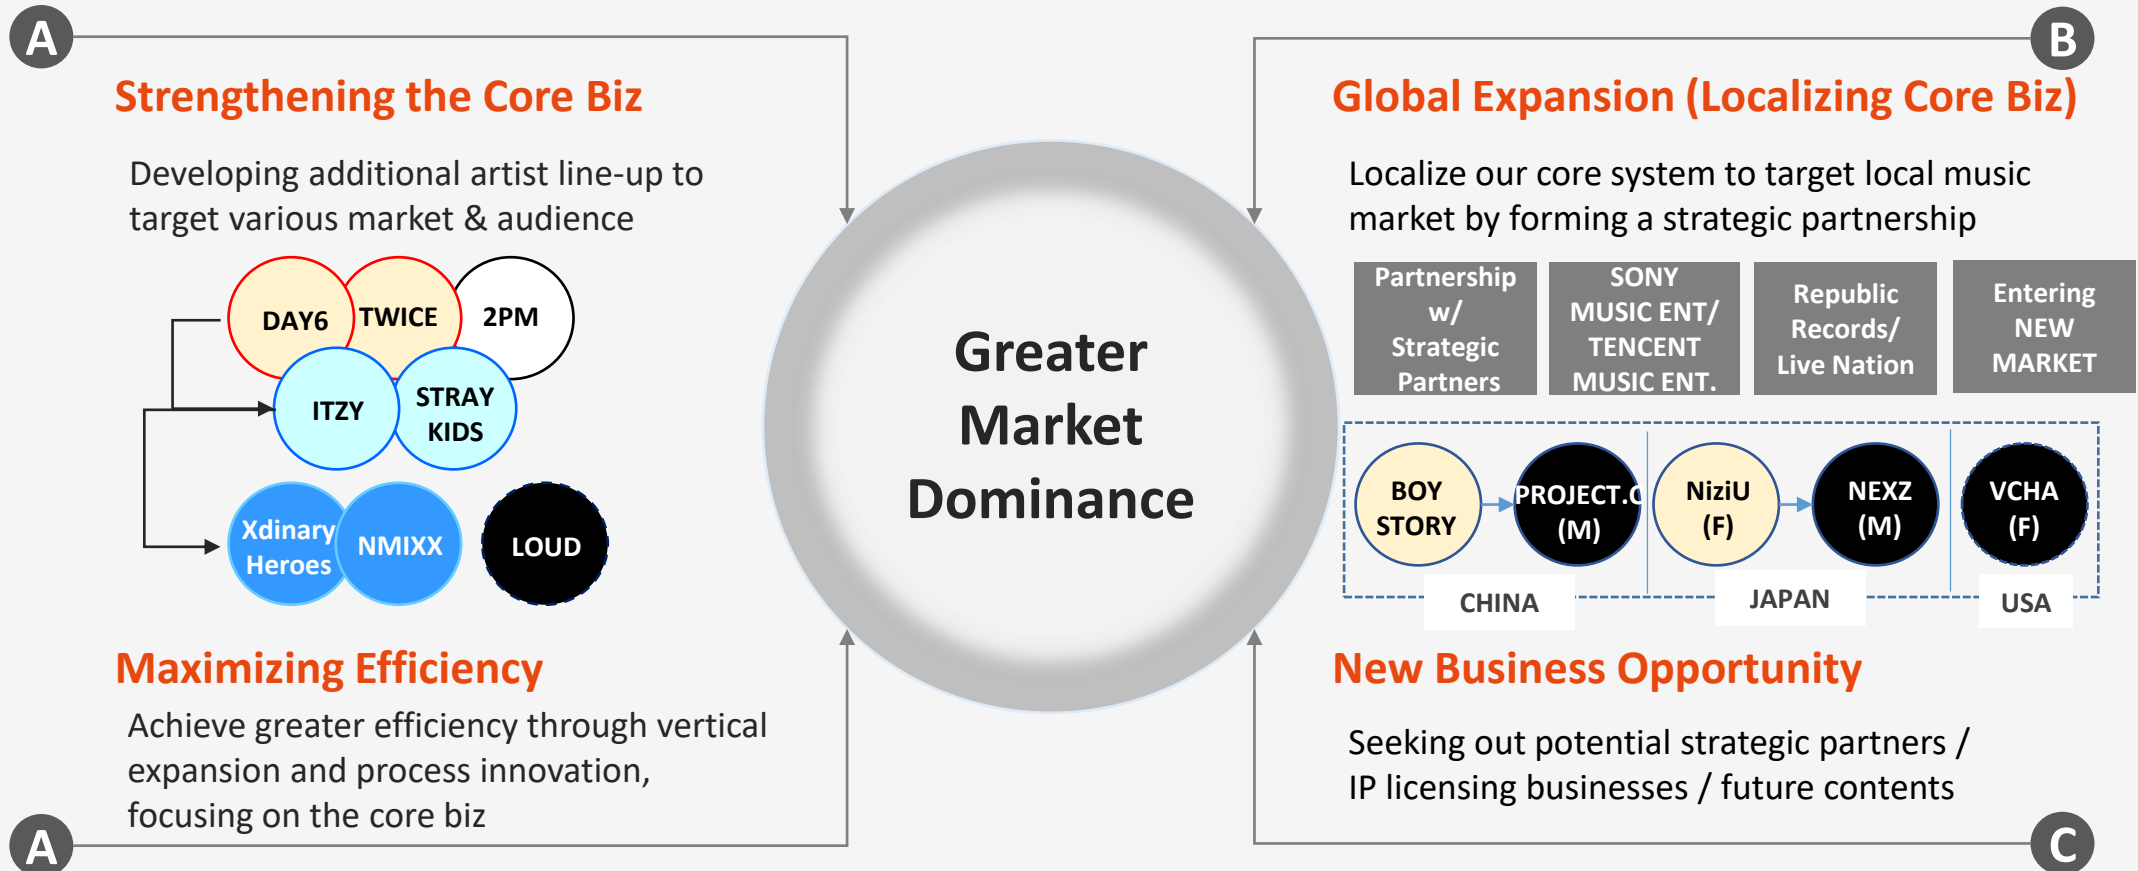 A
Strengthening the Core Biz
Developing additional artist line-up to
target various market & audience
DAY6
TWICE
2PM
ITZY
STRAY
KIDS
Xdinary
Heroes
NMIXX
LOUD
Maximizing Efficiency
Achieve greater efficiency through vertical
expansion and process innovation,
focusing on the core biz
A
Greater
Market
Dominance
B
Global Expansion (Localizing Core Biz)
Localize our core system to target local music
market by forming a strategic partnership
Partnership
w/
Strategic
Partners
SONY
MUSIC ENT/
TENCENT
MUSIC ENT.
Republic
Records/
Live Nation
Entering
NEW
MARKET
BOY
STORY
PROJECT.C
(M)
NiziU
(F)
NEXZ
(M)
VCHA
(F)
CHINA
JAPAN
USA
New Business Opportunity
Seeking out potential strategic partners /
IP licensing businesses / future contents
C